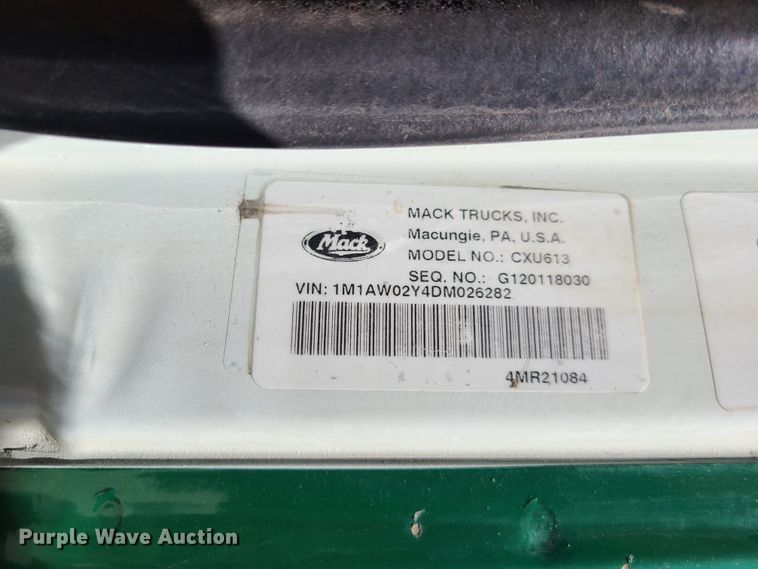 MACK TRUCKS, INC.
Macungie, PA, U.S.A.
Mack
MODEL NO.: CXU613
SEQ. NO.: G120118030
VIN: 1M1AW02Y4DM026282
4MR21084
Purple Wave Auction